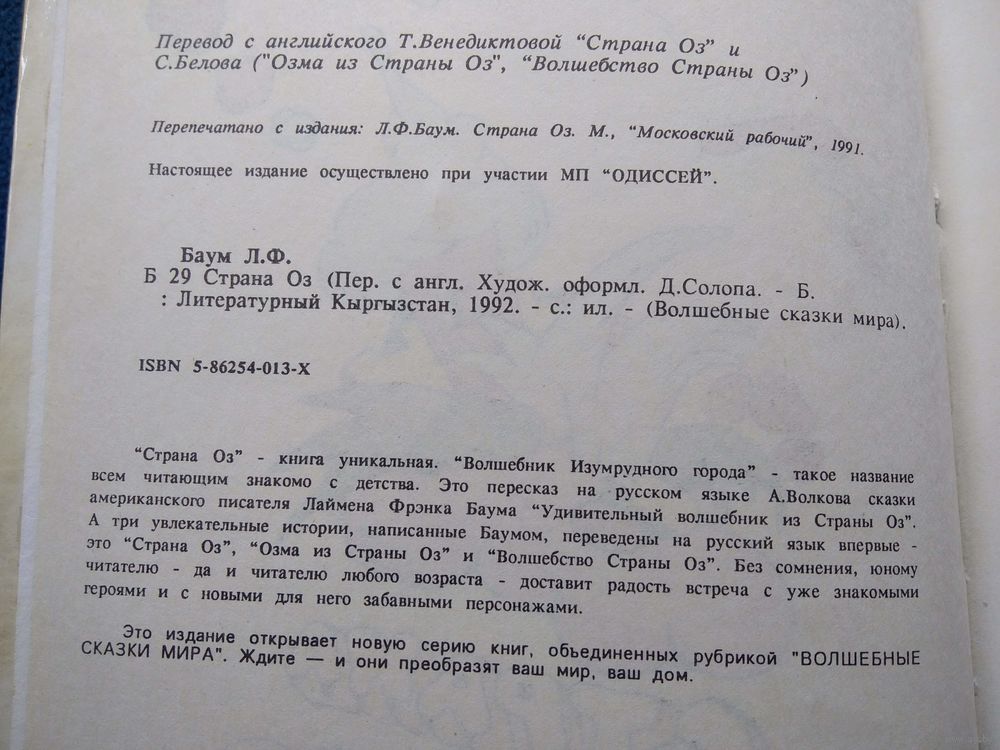 Перевод с английского Т.Венедиктовой “Страна Оз” и
С.Белова ("Озма из Страны Оз", “Волшебство Страны Оз”)
Перепечатано с издания: Л.Ф.Баум. Страна Оз. М., “Московский рабочий”, 1991.
Настоящее издание осуществлено при участии МП “ОДИССЕЙ”.
Баум Л.Ф.
Б 29 Страна Оз (Пер. с англ. Худож. оформл. Д.Солопа. - Б.
: Литературный Кыргызстан, 1992. - с.: ил. - (Волшебные сказки мира).
ISBN 5-86254-013-X
“Страна Оз” - книга уникальная. “Волшебник Изумрудного города” - такое название
всем читающим знакомо с детства. Это пересказ на русском языке А.Волкова сказки
американского писателя Лаймена Фрэнка Баума “Удивительный волшебник из Страны Оз”.
А три увлекательные истории, написанные Баумом, переведены на русский язык впервые -
это “Страна Оз”, “Озма из Страны Оз” и “Волшебство Страны Оз”. Без сомнения, юному
читателю - да и читателю любого возраста - доставит радость встреча с уже знакомыми
героями и с новыми для него забавными персонажами.
Это издание открывает новую серию книг, объединенных рубрикой "ВОЛШЕБНЫЕ
СКАЗКИ МИРА". Ждите — и они преобразят ваш мир, ваш дом.